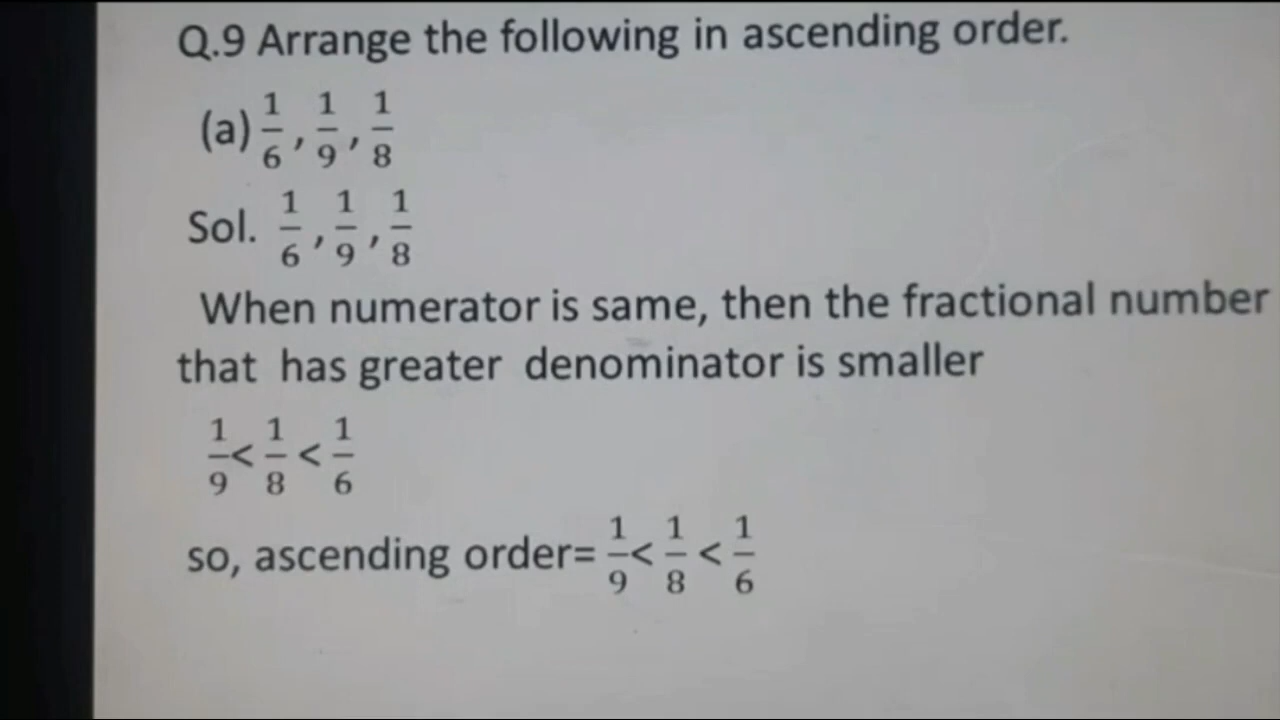 Q.9 Arrange the following in ascending order.
(a) 1/6 , 1/9 , 1/8
Sol. 1/6 , 1/9 , 1/8
When numerator is same, then the fractional number
that has greater denominator is smaller
1/9 < 1/8 < 1/6
so, ascending order= 1/9 < 1/8 < 1/6